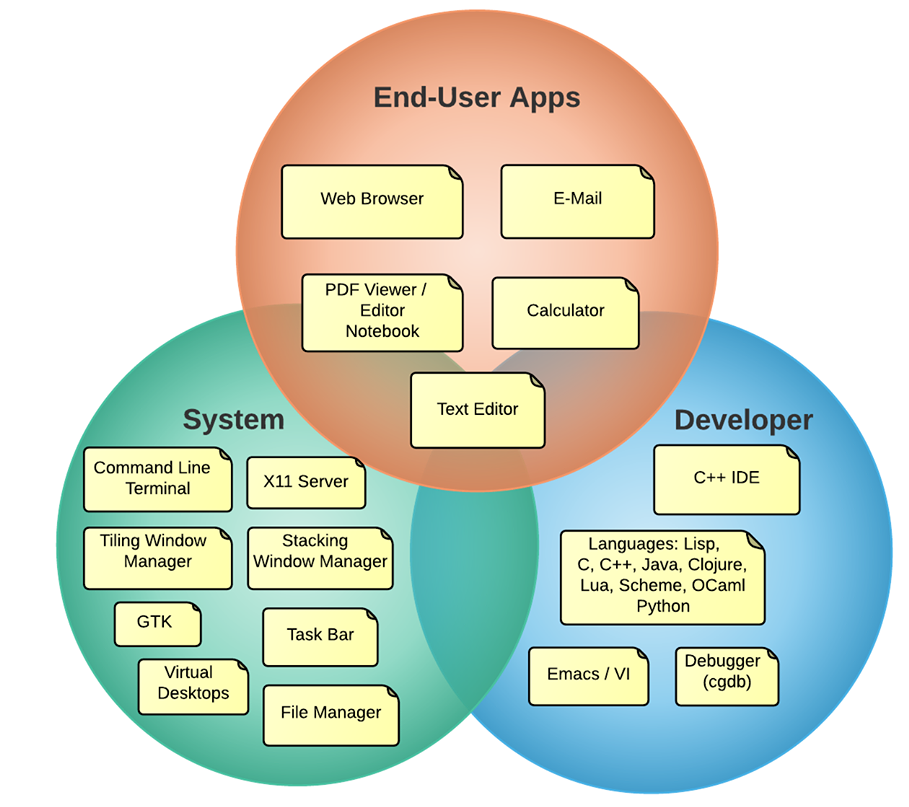 End-User Apps
Web Browser
E-Mail
PDF Viewer /
Editor
Notebook
Calculator
Text Editor
System
Command Line
Terminal
X11 Server
Tiling Window
Manager
Stacking
Window Manager
GTK
Task Bar
Virtual
Desktops
File Manager
Developer
C++ IDE
Languages: Lisp,
C, C++, Java, Clojure,
Lua, Scheme, OCaml
Python
Emacs / VI
Debugger
(cgdb)